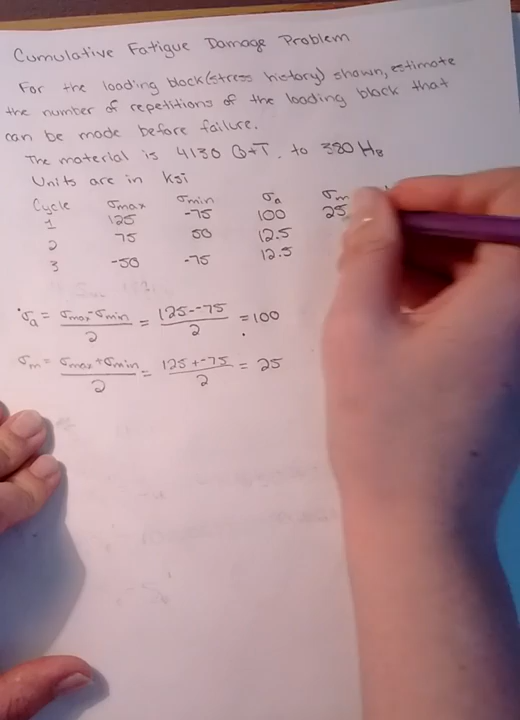 Cumulative Fatigue Damage Problem
For the loading block (stress history) shown, estimate
the number of repetitions of the loading block that
can be made before failure.
The material is 4130 Q+T. to 380 HB
Units are in ksi
Cycle σmax σmin σa σm
1 125 -75 100 25
2 75 50 12.5
3 -50 -75 12.5
σa = σmax-σmin / 2 = 125--75 / 2 = 100
σm = σmax+σmin / 2 = 125+-75 / 2 = 25